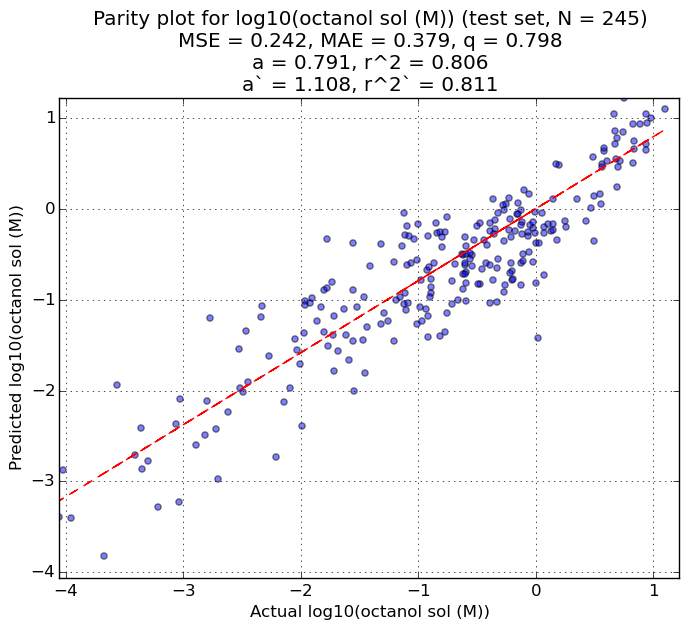 Parity plot for log10(octanol sol (M)) (test set, N = 245)
MSE = 0.242, MAE = 0.379, q = 0.798
a = 0.791, r^2 = 0.806
a` = 1.108, r^2` = 0.811
1
0
−1
−2
−3
−4
Predicted log10(octanol sol (M))
−4 −3 −2 −1 0 1
Actual log10(octanol sol (M))